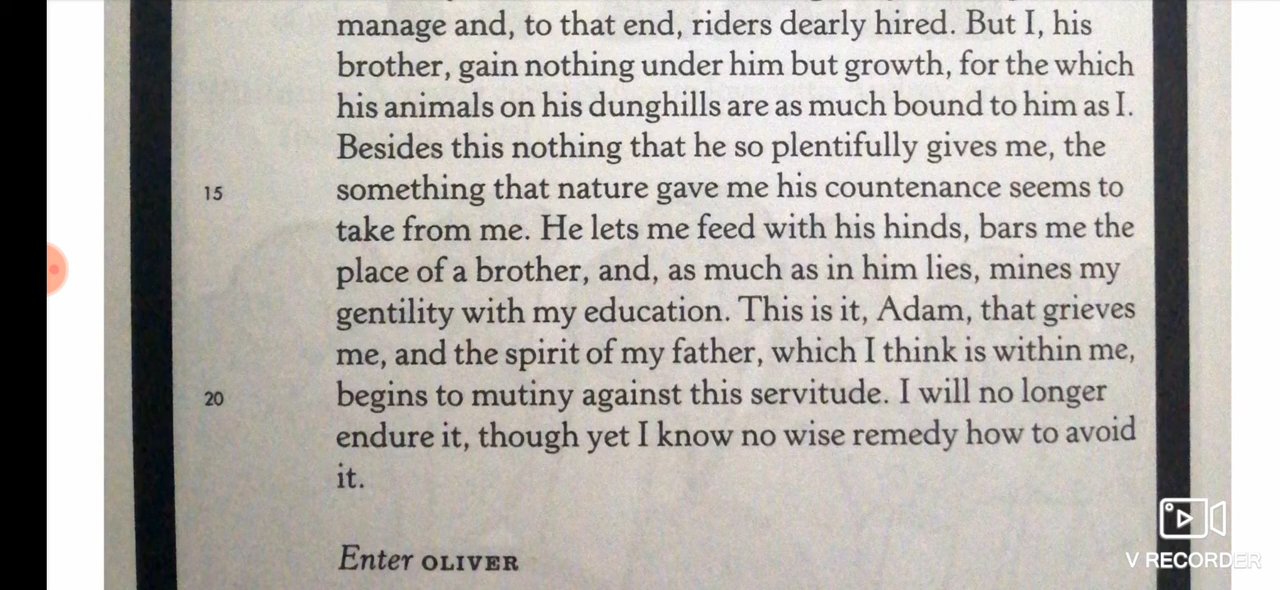 manage and, to that end, riders dearly hired. But I, his
brother, gain nothing under him but growth, for the which
his animals on his dunghills are as much bound to him as I.
Besides this nothing that he so plentifully gives me, the
15 something that nature gave me his countenance seems to
take from me. He lets me feed with his hinds, bars me the
place of a brother, and, as much as in him lies, mines my
gentility with my education. This is it, Adam, that grieves
me, and the spirit of my father, which I think is within me,
20 begins to mutiny against this servitude. I will no longer
endure it, though yet I know no wise remedy how to avoid
it.
Enter OLIVER
V RECORDER